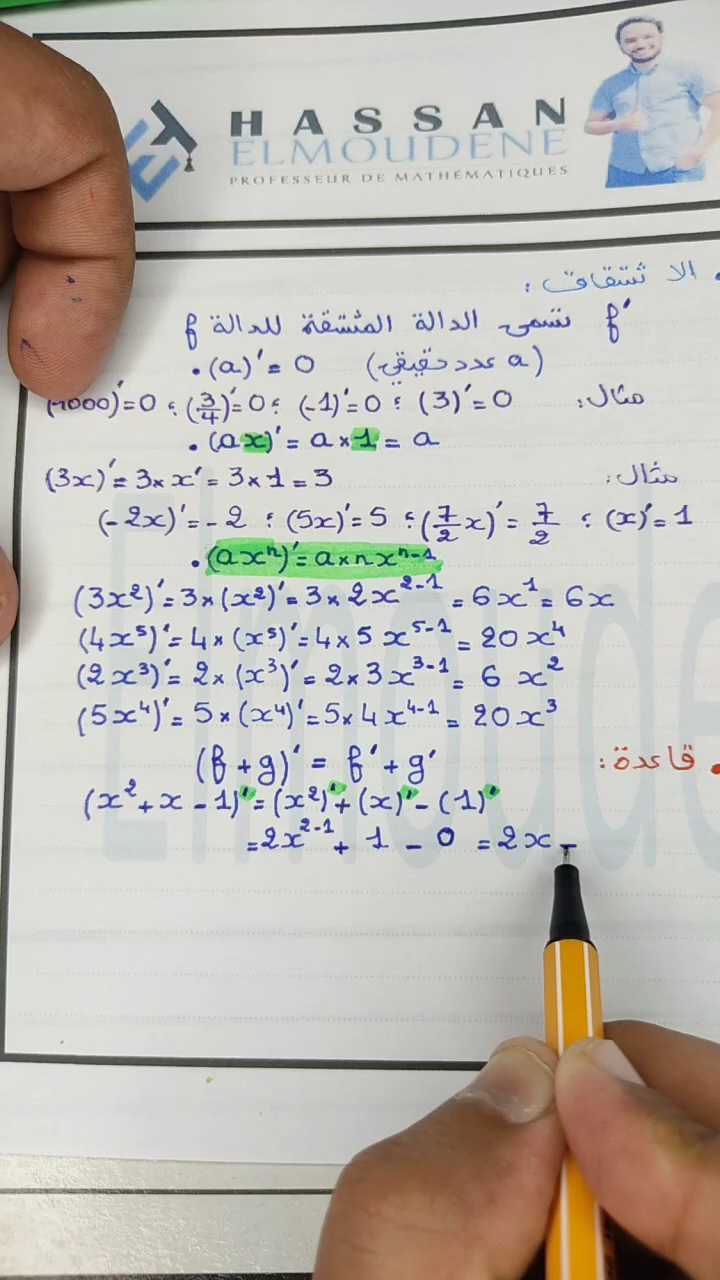 HASSAN
ELMOUDENE
PROFESSEUR DE MATHÉMATIQUES
• الاشتقاق :
f' تسمى الدالة المشتقة للدالة f
• (a)' = 0 (a عدد حقيقي)
مثال: (3)' = 0 ; (-1)' = 0 ; (3/4)' = 0 ; (1000)' = 0
• (ax)' = a × 1 = a
مثال: (3x)' = 3 × x' = 3 × 1 = 3
(-2x)' = -2 ; (5x)' = 5 ; (7/2 x)' = 7/2 ; (x)' = 1
• (axⁿ)' = a × n xⁿ⁻¹
(3x²)' = 3 × (x²)' = 3 × 2x²⁻¹ = 6x¹ = 6x
(4x⁵)' = 4 × (x⁵)' = 4 × 5x⁵⁻¹ = 20x⁴
(2x³)' = 2 × (x³)' = 2 × 3x³⁻¹ = 6x²
(5x⁴)' = 5 × (x⁴)' = 5 × 4x⁴⁻¹ = 20x³
• قاعدة: (f + g)' = f' + g'
(x² + x - 1)' = (x²)' + (x)' - (1)'
= 2x²⁻¹ + 1 - 0 = 2x -
Elmoude